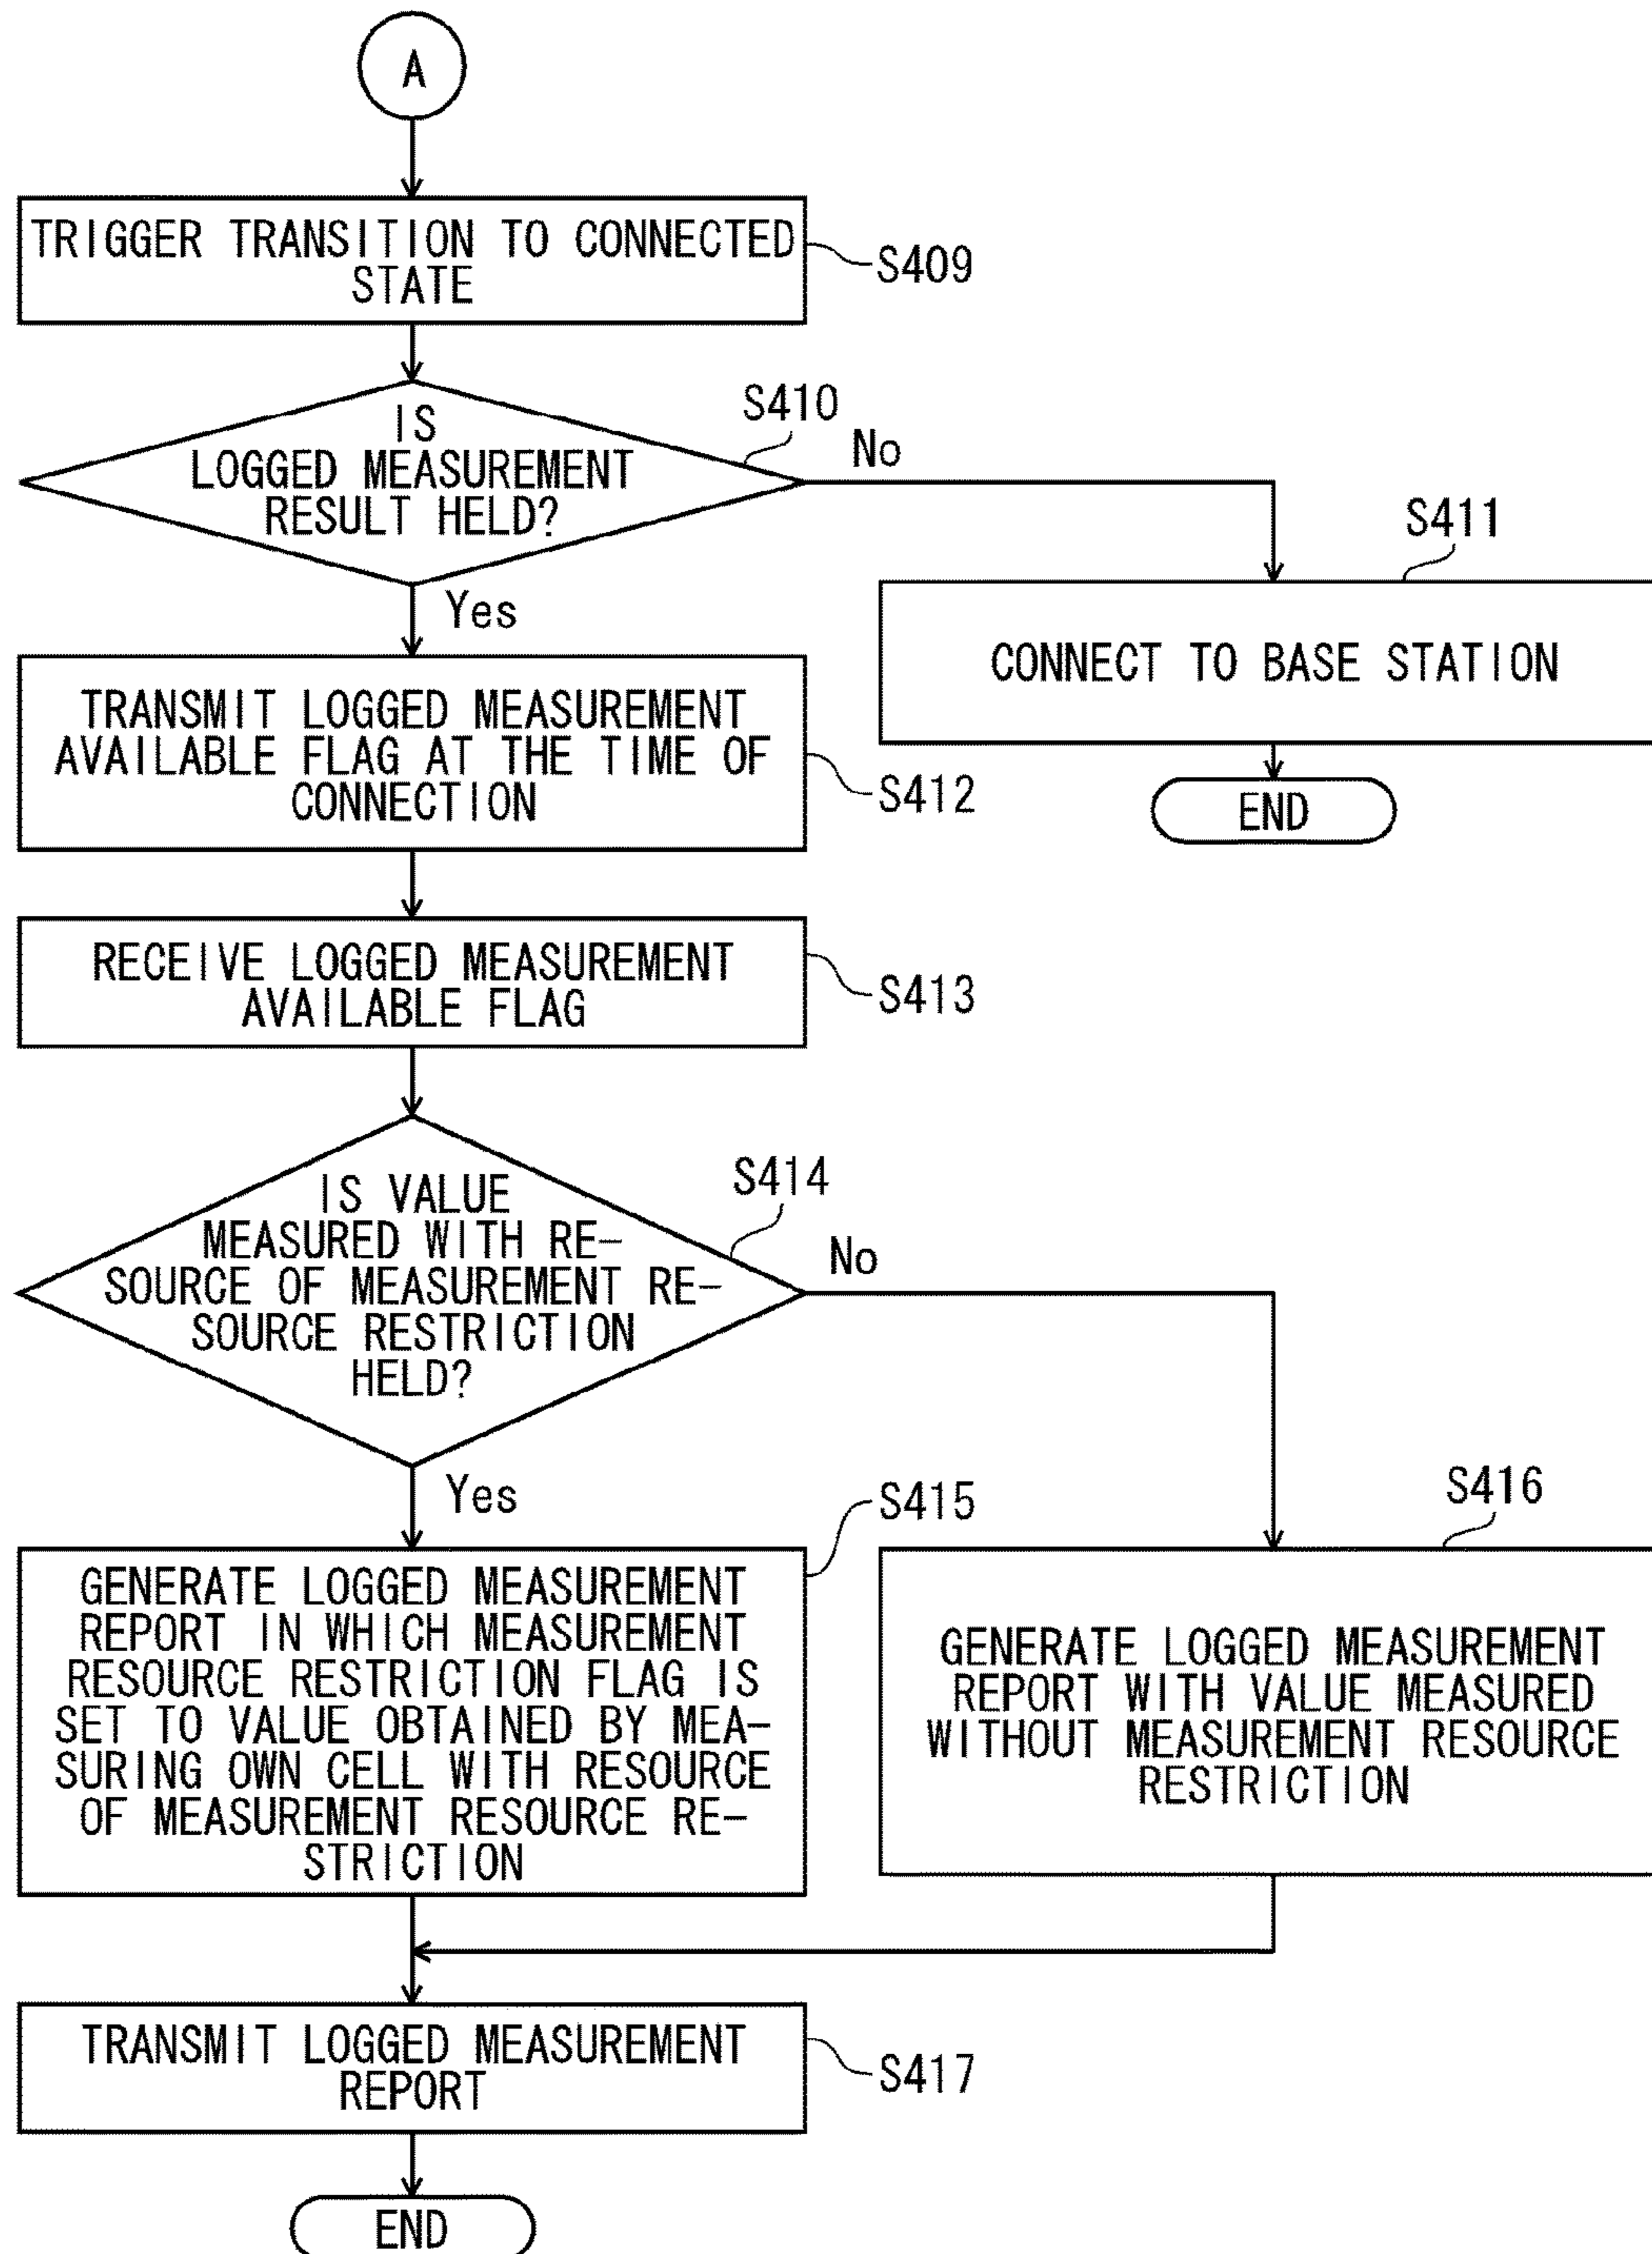 A
TRIGGER TRANSITION TO CONNECTED
STATE
S409
IS
LOGGED MEASUREMENT
RESULT HELD?
S410
No
Yes
S411
CONNECT TO BASE STATION
END
TRANSMIT LOGGED MEASUREMENT
AVAILABLE FLAG AT THE TIME OF
CONNECTION
S412
RECEIVE LOGGED MEASUREMENT
AVAILABLE FLAG
S413
IS VALUE
MEASURED WITH RE-
SOURCE OF MEASUREMENT RE-
SOURCE RESTRICTION
HELD?
S414
No
Yes
S415
GENERATE LOGGED MEASUREMENT
REPORT IN WHICH MEASUREMENT
RESOURCE RESTRICTION FLAG IS
SET TO VALUE OBTAINED BY MEA-
SURING OWN CELL WITH RESOURCE
OF MEASUREMENT RESOURCE RE-
STRICTION
S416
GENERATE LOGGED MEASUREMENT
REPORT WITH VALUE MEASURED
WITHOUT MEASUREMENT RESOURCE
RESTRICTION
TRANSMIT LOGGED MEASUREMENT
REPORT
S417
END